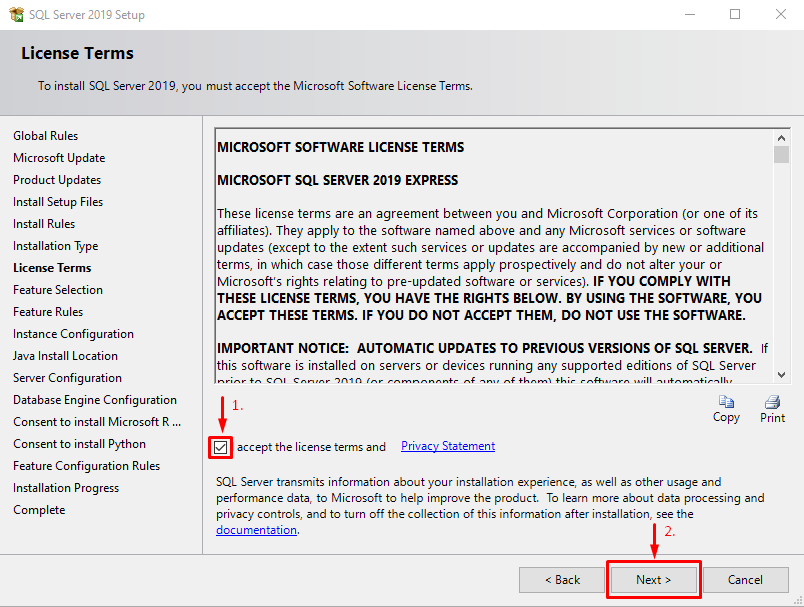 SQL Server 2019 Setup
License Terms
To install SQL Server 2019, you must accept the Microsoft Software License Terms.
Global Rules
Microsoft Update
Product Updates
Install Setup Files
Install Rules
Installation Type
License Terms
Feature Selection
Feature Rules
Instance Configuration
Java Install Location
Server Configuration
Database Engine Configuration
Consent to install Microsoft R ...
Consent to install Python
Feature Configuration Rules
Installation Progress
Complete
MICROSOFT SOFTWARE LICENSE TERMS
MICROSOFT SQL SERVER 2019 EXPRESS
These license terms are an agreement between you and Microsoft Corporation (or one of its
affiliates). They apply to the software named above and any Microsoft services or software
updates (except to the extent such services or updates are accompanied by new or additional
terms, in which case those different terms apply prospectively and do not alter your or
Microsoft's rights relating to pre-updated software or services). IF YOU COMPLY WITH
THESE LICENSE TERMS, YOU HAVE THE RIGHTS BELOW. BY USING THE SOFTWARE, YOU
ACCEPT THESE TERMS. IF YOU DO NOT ACCEPT THEM, DO NOT USE THE SOFTWARE.
IMPORTANT NOTICE: AUTOMATIC UPDATES TO PREVIOUS VERSIONS OF SQL SERVER. If
this software is installed on servers or devices running any supported editions of SQL Server
prior to SQL Server 2019 (or components of any of them) this software will automatically
Copy
Print
1.
accept the license terms and Privacy Statement
SQL Server transmits information about your installation experience, as well as other usage and
performance data, to Microsoft to help improve the product. To learn more about data processing and
privacy controls, and to turn off the collection of this information after installation, see the
documentation.
2.
< Back
Next >
Cancel